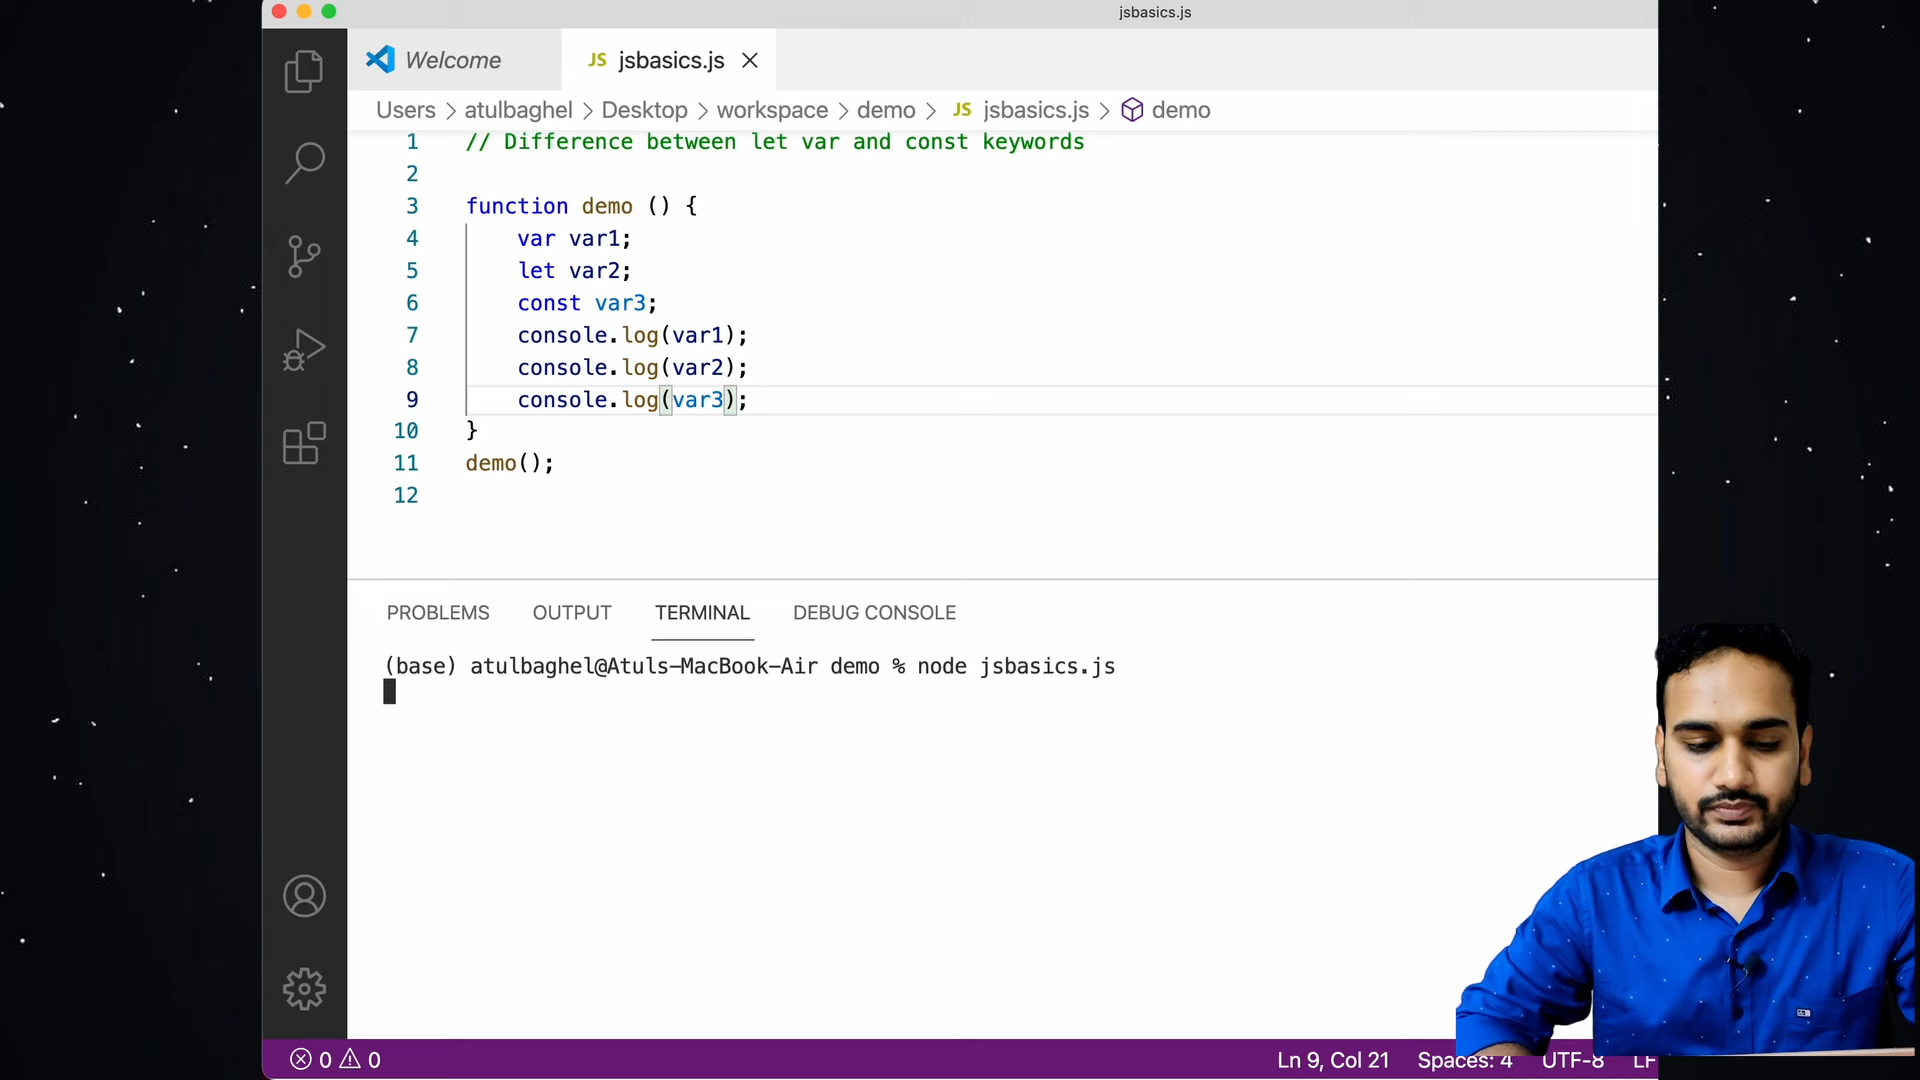 jsbasics.js
Welcome
JS jsbasics.js
Users > atulbaghel > Desktop > workspace > demo > JS jsbasics.js > demo
1 // Difference between let var and const keywords
2
3 function demo () {
4 var var1;
5 let var2;
6 const var3;
7 console.log(var1);
8 console.log(var2);
9 console.log(var3);
10 }
11 demo();
12
PROBLEMS OUTPUT TERMINAL DEBUG CONSOLE
(base) atulbaghel@Atuls-MacBook-Air demo % node jsbasics.js
0 0 Ln 9, Col 21 Spaces: 4 UTF-8 LF